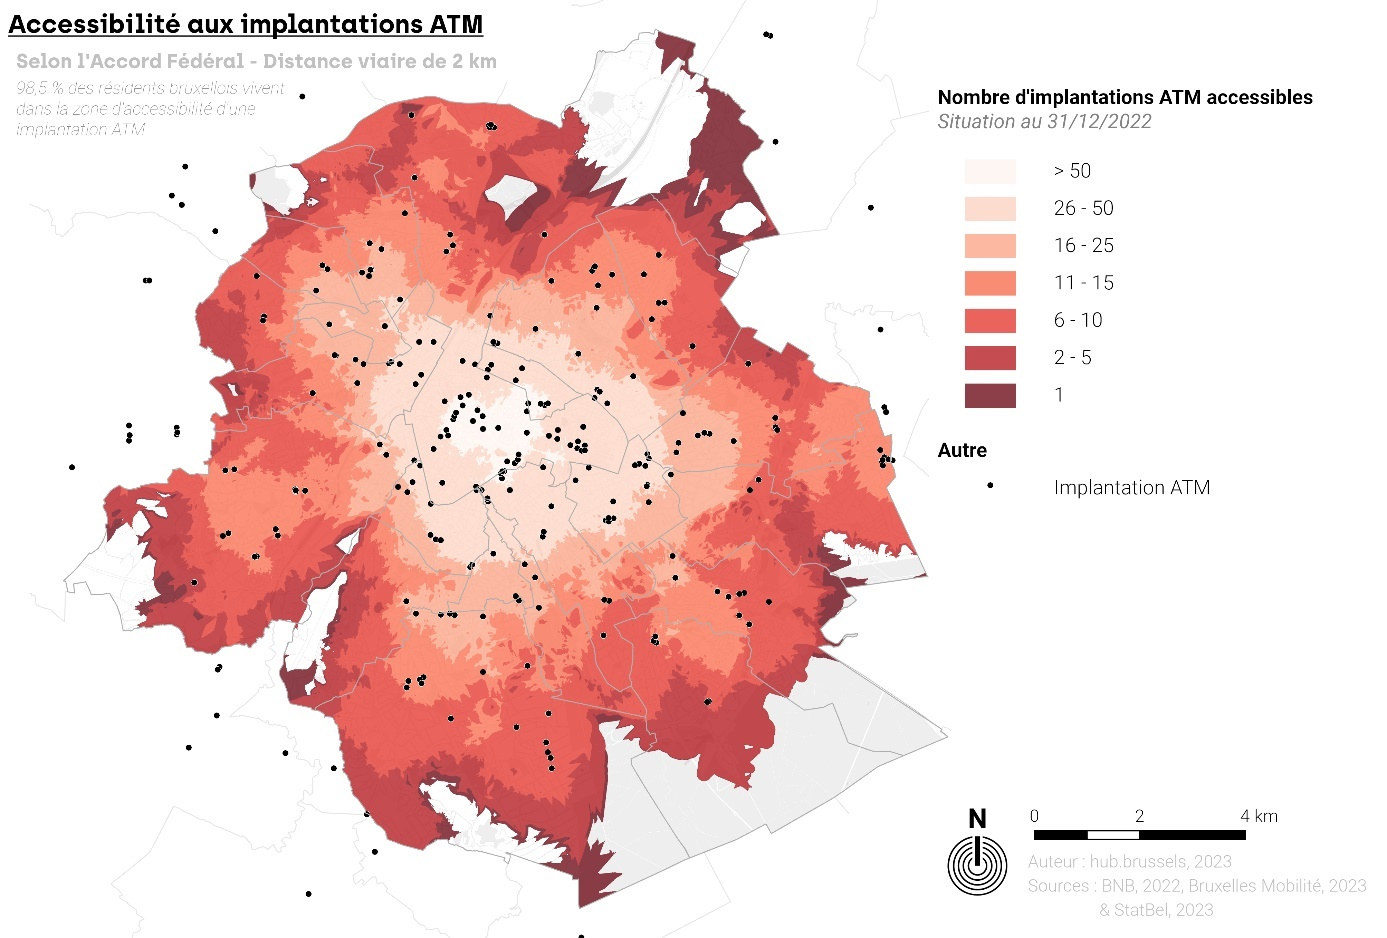 Accessibilité aux implantations ATM
Selon l'Accord Fédéral - Distance viaire de 2 km
98,5 % des résidents bruxellois vivent
dans la zone d'accessibilité d'une
implantation ATM
Nombre d'implantations ATM accessibles
Situation au 31/12/2022
> 50
26 - 50
16 - 25
11 - 15
6 - 10
2 - 5
1
Autre
Implantation ATM
N
0 2 4 km
Auteur : hub.brussels, 2023
Sources : BNB, 2022, Bruxelles Mobilité, 2023
& StatBel, 2023